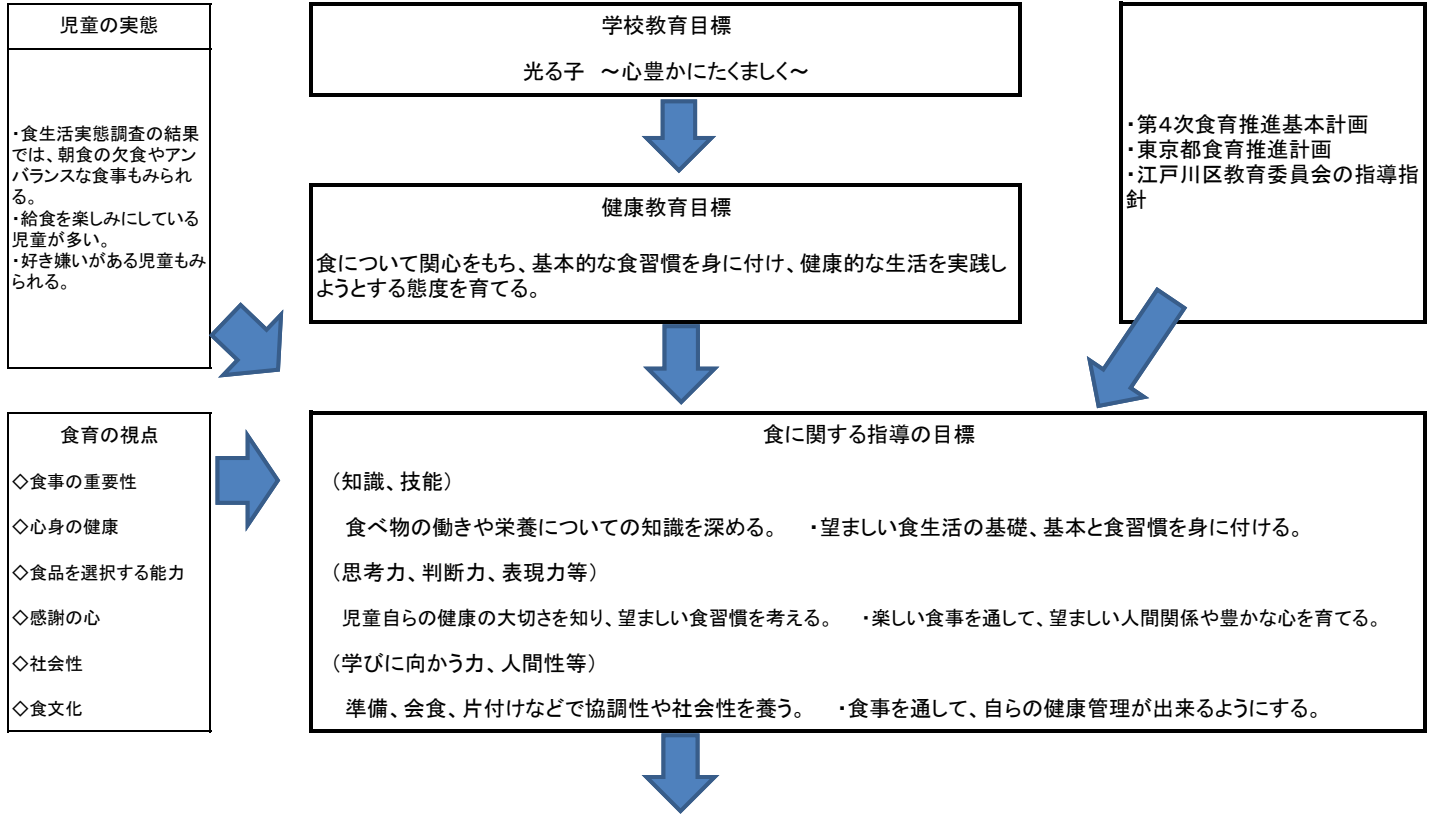 児童の実態
・食生活実態調査の結果
では、朝食の欠食やアン
バランスな食事もみられ
る。
・給食を楽しみにしている
児童が多い。
・好き嫌いがある児童もみ
られる。
学校教育目標
光る子　～心豊かにたくましく～
・第4次食育推進基本計画
・東京都食育推進計画
・江戸川区教育委員会の指導指
針
健康教育目標
食について関心をもち、基本的な食習慣を身に付け、健康的な生活を実践し
ようとする態度を育てる。
食育の視点
◇食事の重要性
◇心身の健康
◇食品を選択する能力
◇感謝の心
◇社会性
◇食文化
食に関する指導の目標
（知識、技能）
食べ物の働きや栄養についての知識を深める。　・望ましい食生活の基礎、基本と食習慣を身に付ける。
（思考力、判断力、表現力等）
児童自らの健康の大切さを知り、望ましい食習慣を考える。　・楽しい食事を通して、望ましい人間関係や豊かな心を育てる。
（学びに向かう力、人間性等）
準備、会食、片付けなどで協調性や社会性を養う。　・食事を通して、自らの健康管理が出来るようにする。